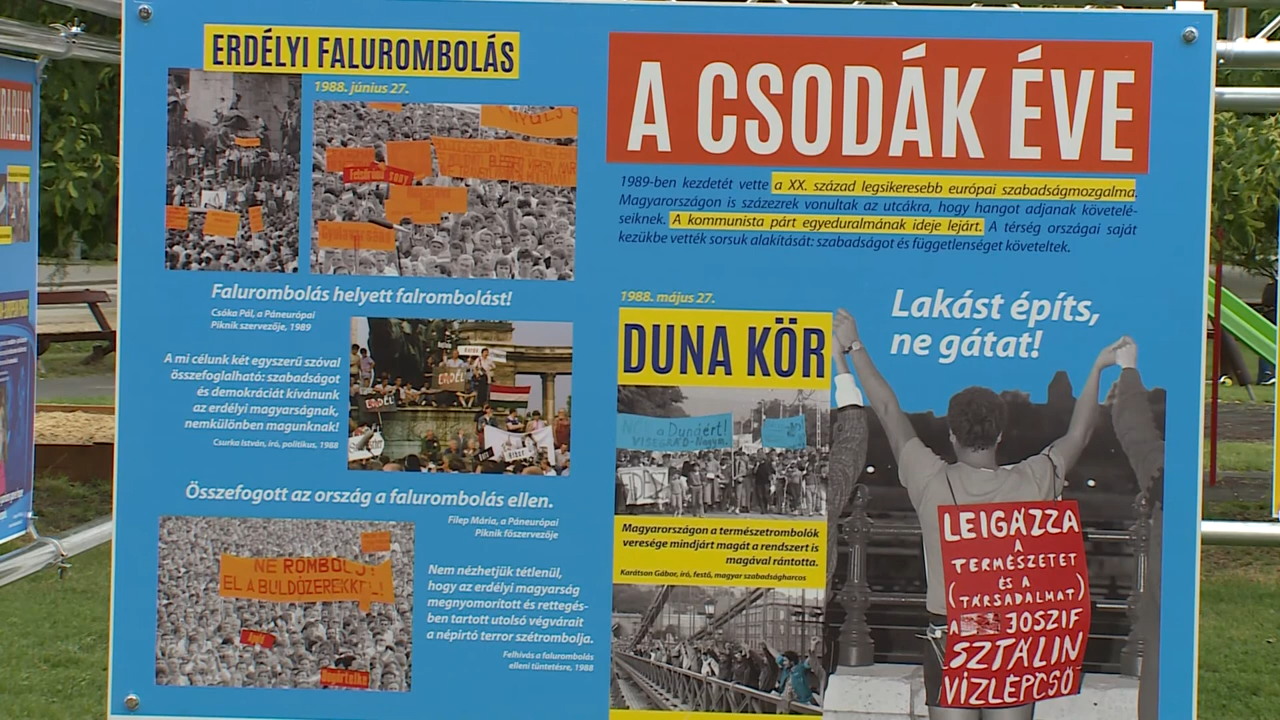 ERDÉLYI FALUROMBOLÁS
1988. június 27.
Felsőrönö
Gyulavarsánd
Falurombolás helyett falrombolást!
Csóka Pál, a Páneurópai
Piknik szervezője, 1989
A mi célunk két egyszerű szóval
összefoglalható: szabadságot
és demokráciát kívánunk
az erdélyi magyarságnak,
nemkülönben magunknak!
Csurka István, író, politikus, 1988
ERDÉL
Összefogott az ország a falurombolás ellen.
Filep Mária, a Páneurópai
Piknik főszervezője
NE ROMBOLJ
EL A BULDÓZEREKKEL!
Nem nézhetjük tétlenül,
hogy az erdélyi magyarság
megnyomorított és rettegés-
ben tartott utolsó végvárait
a népirtó terror szétrombolja.
Felhívás a falurombolás
elleni tüntetésre, 1988
A CSODÁK ÉVE
1989-ben kezdetét vette a XX. század legsikeresebb európai szabadságmozgalma.
Magyarországon is százezrek vonultak az utcákra, hogy hangot adjanak követelé-
seiknek. A kommunista párt egyeduralmának ideje lejárt. A térség országai saját
kezükbe vették sorsuk alakítását: szabadságot és függetlenséget követeltek.
1988. május 27.
DUNA KÖR
Lakást építs,
ne gátat!
a Dunáért!
VISEGRÁD-Nagym.
Magyarországon a természetrombolók
veresége mindjárt magát a rendszert is
magával rántotta.
Karátson Gábor, író, festő, magyar szabadságharcos
LEIGÁZZA
A
TERMÉSZETET
ÉS A
(TÁRSADALMAT)
A JOSZIF
SZTÁLIN
VÍZLÉPCSŐ